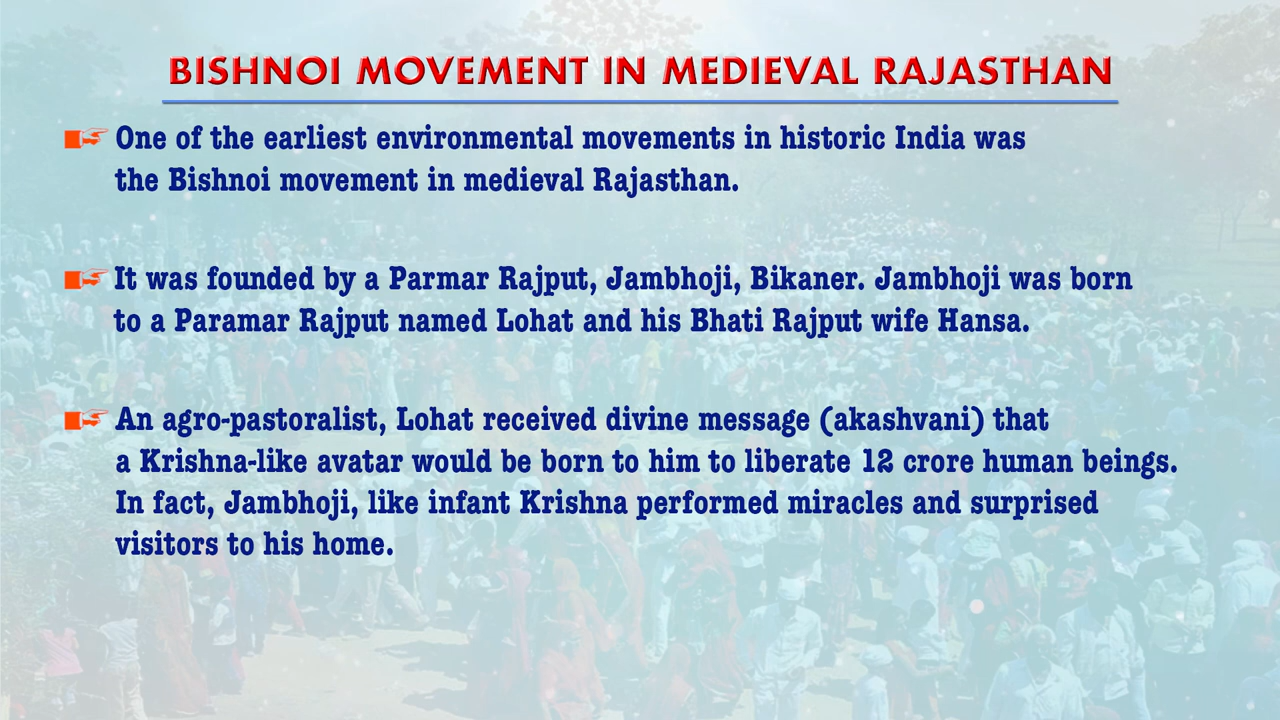 BISHNOI MOVEMENT IN MEDIEVAL RAJASTHAN
One of the earliest environmental movements in historic India was
the Bishnoi movement in medieval Rajasthan.
It was founded by a Parmar Rajput, Jambhoji, Bikaner. Jambhoji was born
to a Paramar Rajput named Lohat and his Bhati Rajput wife Hansa.
An agro-pastoralist, Lohat received divine message (akashvani) that
a Krishna-like avatar would be born to him to liberate 12 crore human beings.
In fact, Jambhoji, like infant Krishna performed miracles and surprised
visitors to his home.